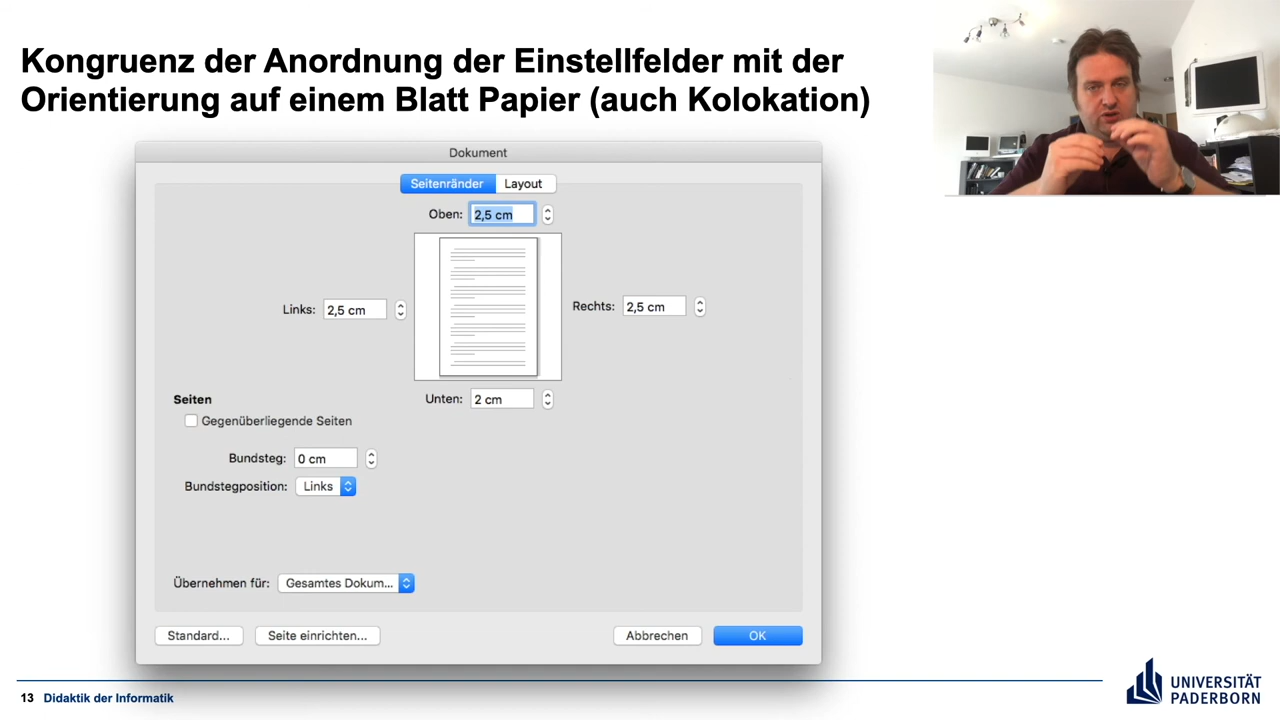 Kongruenz der Anordnung der Einstellfelder mit der
Orientierung auf einem Blatt Papier (auch Kolokation)
Dokument
Seitenränder Layout
Oben: 2,5 cm
Links: 2,5 cm
Rechts: 2,5 cm
Unten: 2 cm
Seiten
Gegenüberliegende Seiten
Bundsteg: 0 cm
Bundstegposition: Links
Übernehmen für: Gesamtes Dokum...
Standard... Seite einrichten... Abbrechen OK
13 Didaktik der Informatik
UNIVERSITÄT
PADERBORN